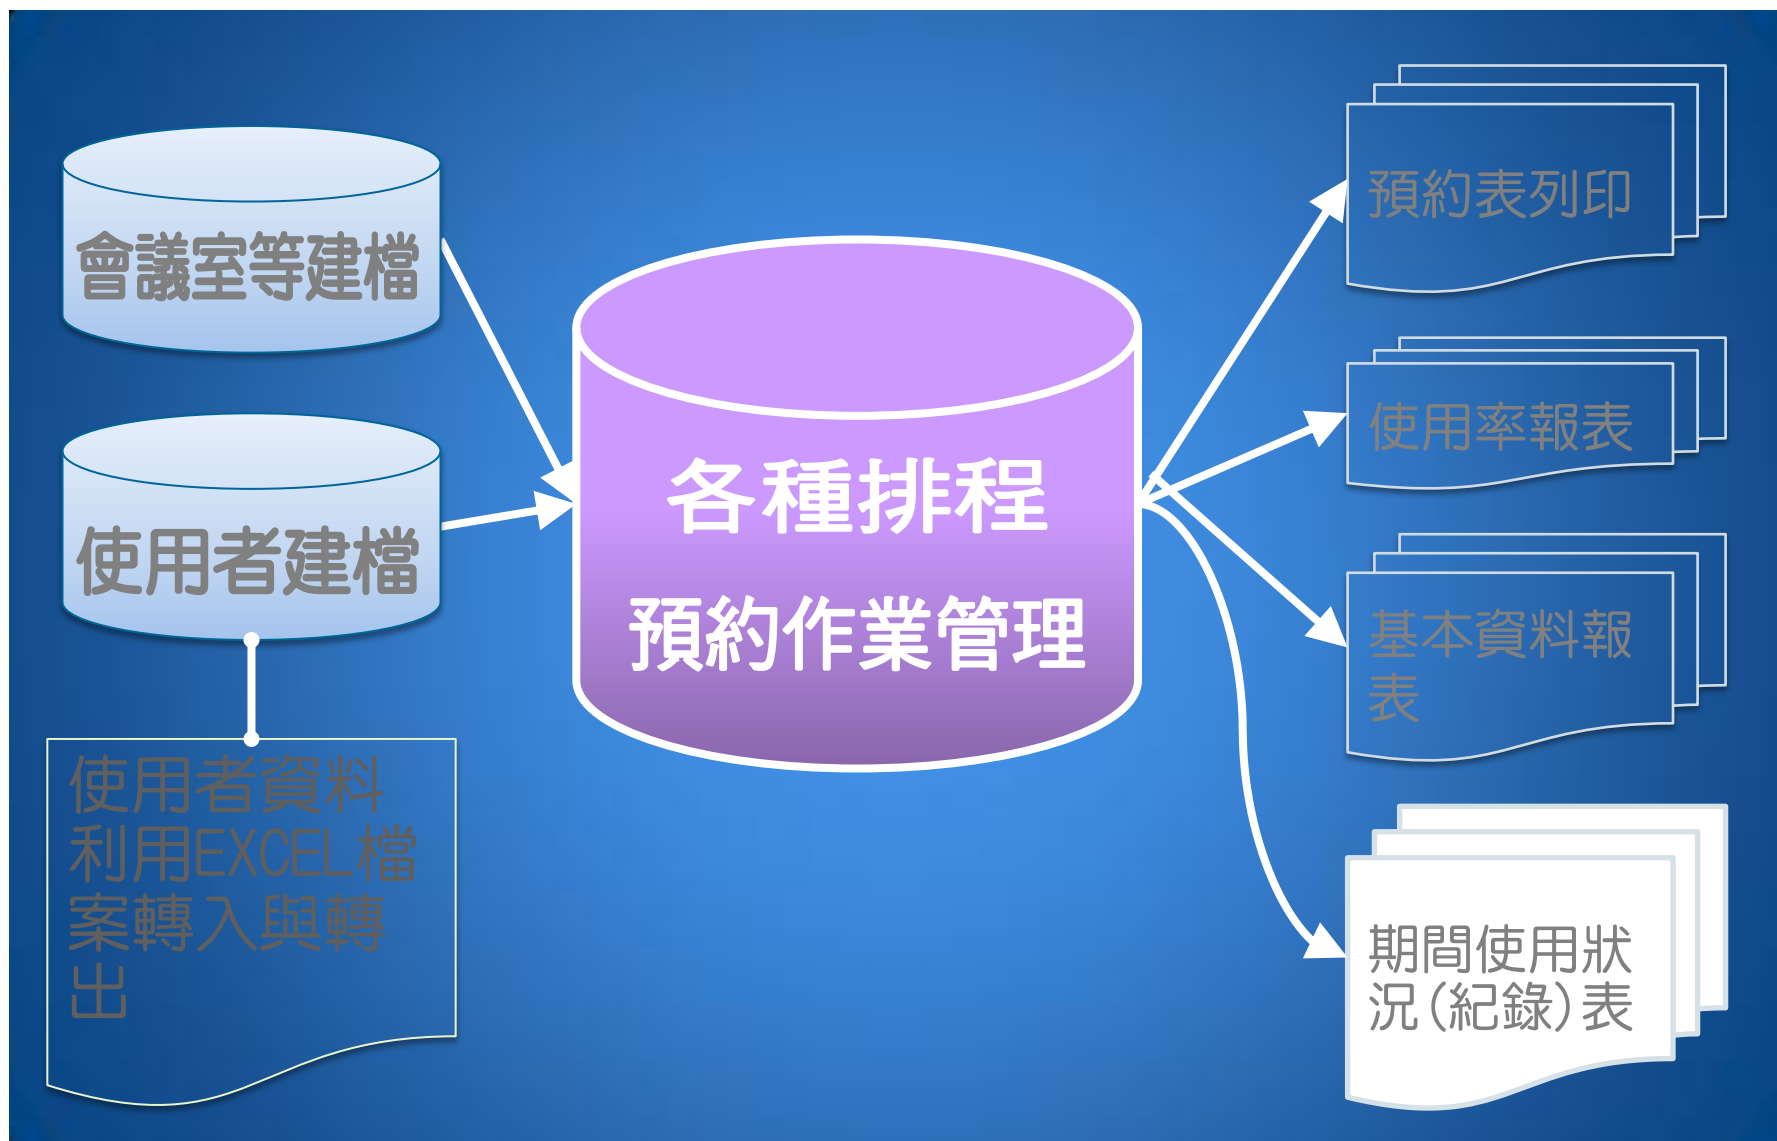 會議室等建檔
使用者建檔
使用者資料
利用EXCEL檔
案轉入與轉
出
各種排程
預約作業管理
預約表列印
使用率報表
基本資料報
表
期間使用狀
況(紀錄)表